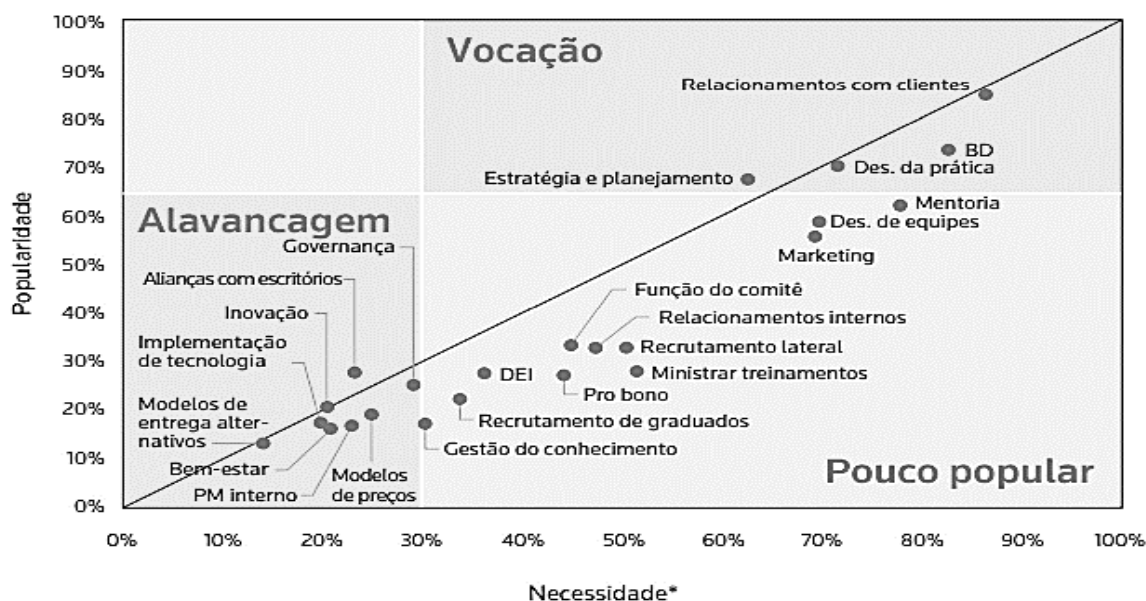 100%
90%
80%
70%
60%
50%
40%
30%
20%
10%
0%
Popularidade
Vocação
Relacionamentos com clientes
BD
Des. da prática
Estratégia e planejamento
Mentoria
Des. de equipes
Marketing
Alavancagem
Governança
Alianças com escritórios
Inovação
Implementação
de tecnologia
Modelos de
entrega alter-
nativos
Bem-estar
PM interno
Modelos
de preços
Função do comitê
Relacionamentos internos
Recrutamento lateral
DEI
Ministrar treinamentos
Pro bono
Recrutamento de graduados
Gestão do conhecimento
Pouco popular
0%
10%
20%
30%
40%
50%
60%
70%
80%
90%
100%
Necessidade*